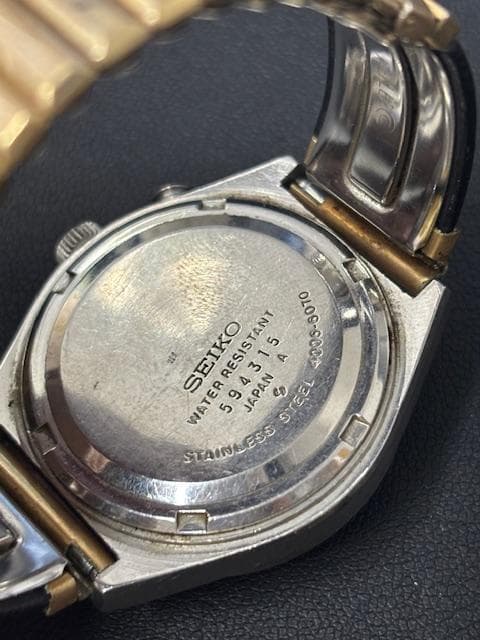 SEIKO
WATER RESISTANT
594315
JAPAN A
STAINLESS STEEL 4006-6070